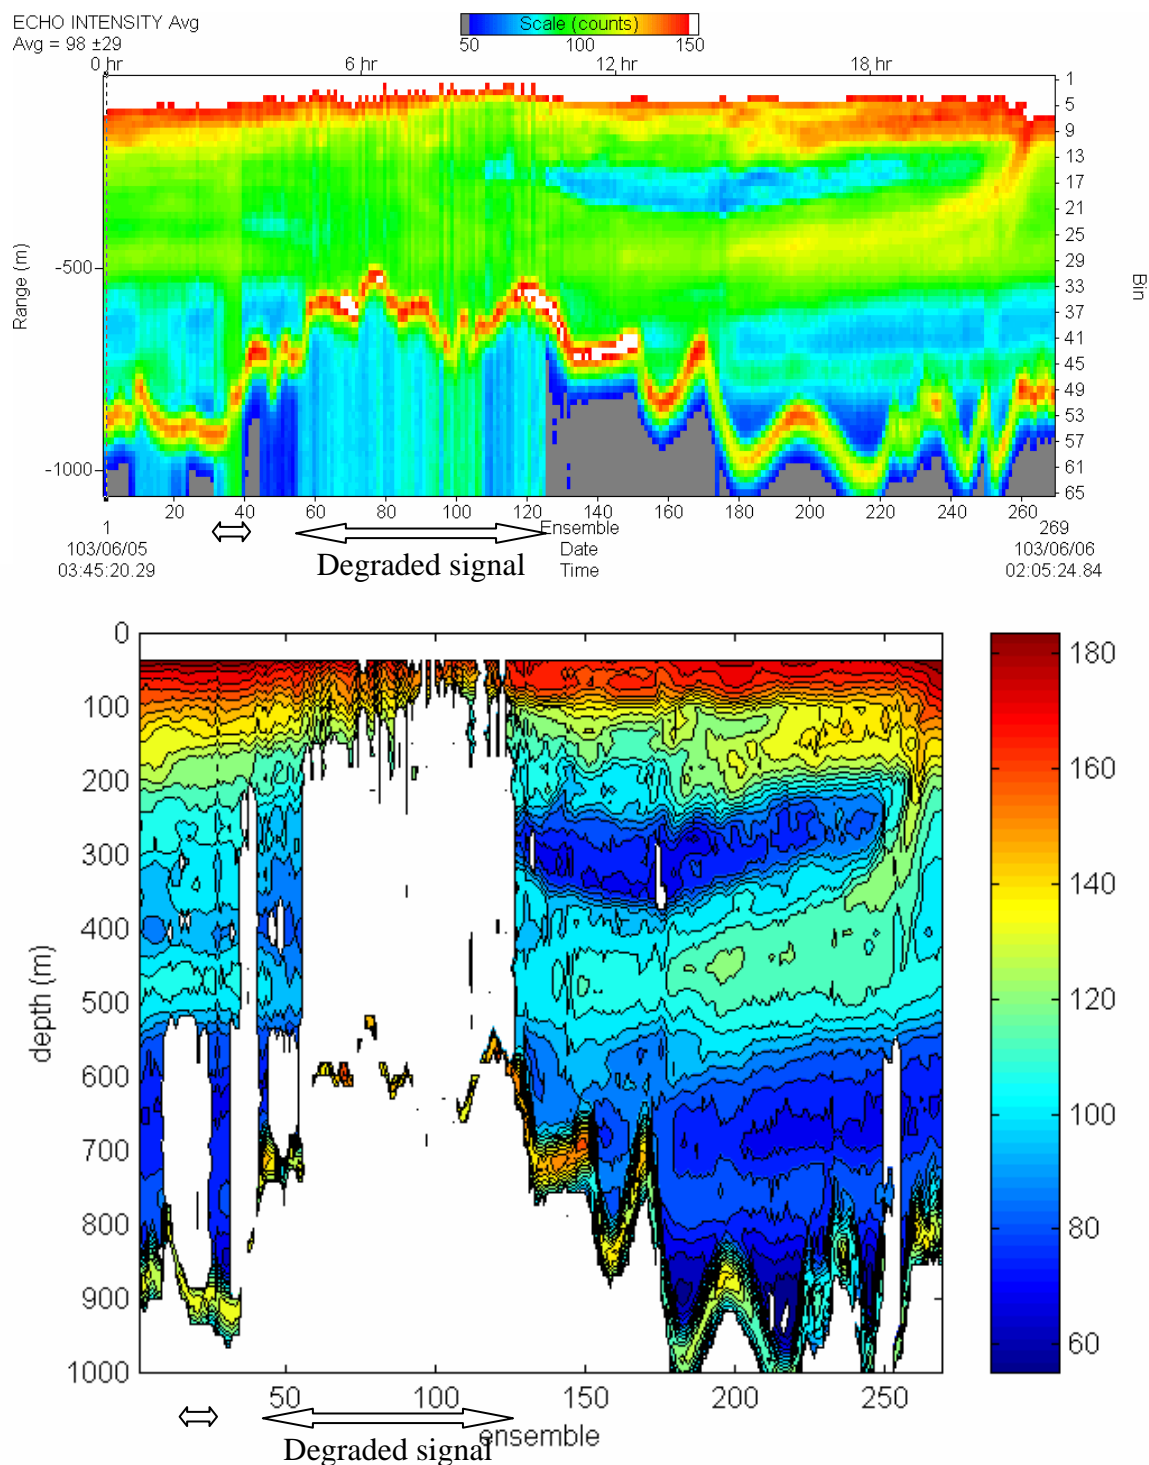 ECHO INTENSITY Avg
Avg = 98 ±29
Scale (counts)
50 100 150
0 hr 6 hr 12 hr 18 hr
Range (m)
-500
-1000
1
5
9
13
17
21
25
29
33
37
41
45
49
53
57
61
65
Bin
20 40 60 80 100 120 140 160 180 200 220 240 260
1 Ensemble 269
103/06/05 Date 103/06/06
03:45:20.29 Time 02:05:24.84
Degraded signal
0
100
200
300
400
500
600
700
800
900
1000
depth (m)
50 100 150 200 250
ensemble
Degraded signal
180
160
140
120
100
80
60